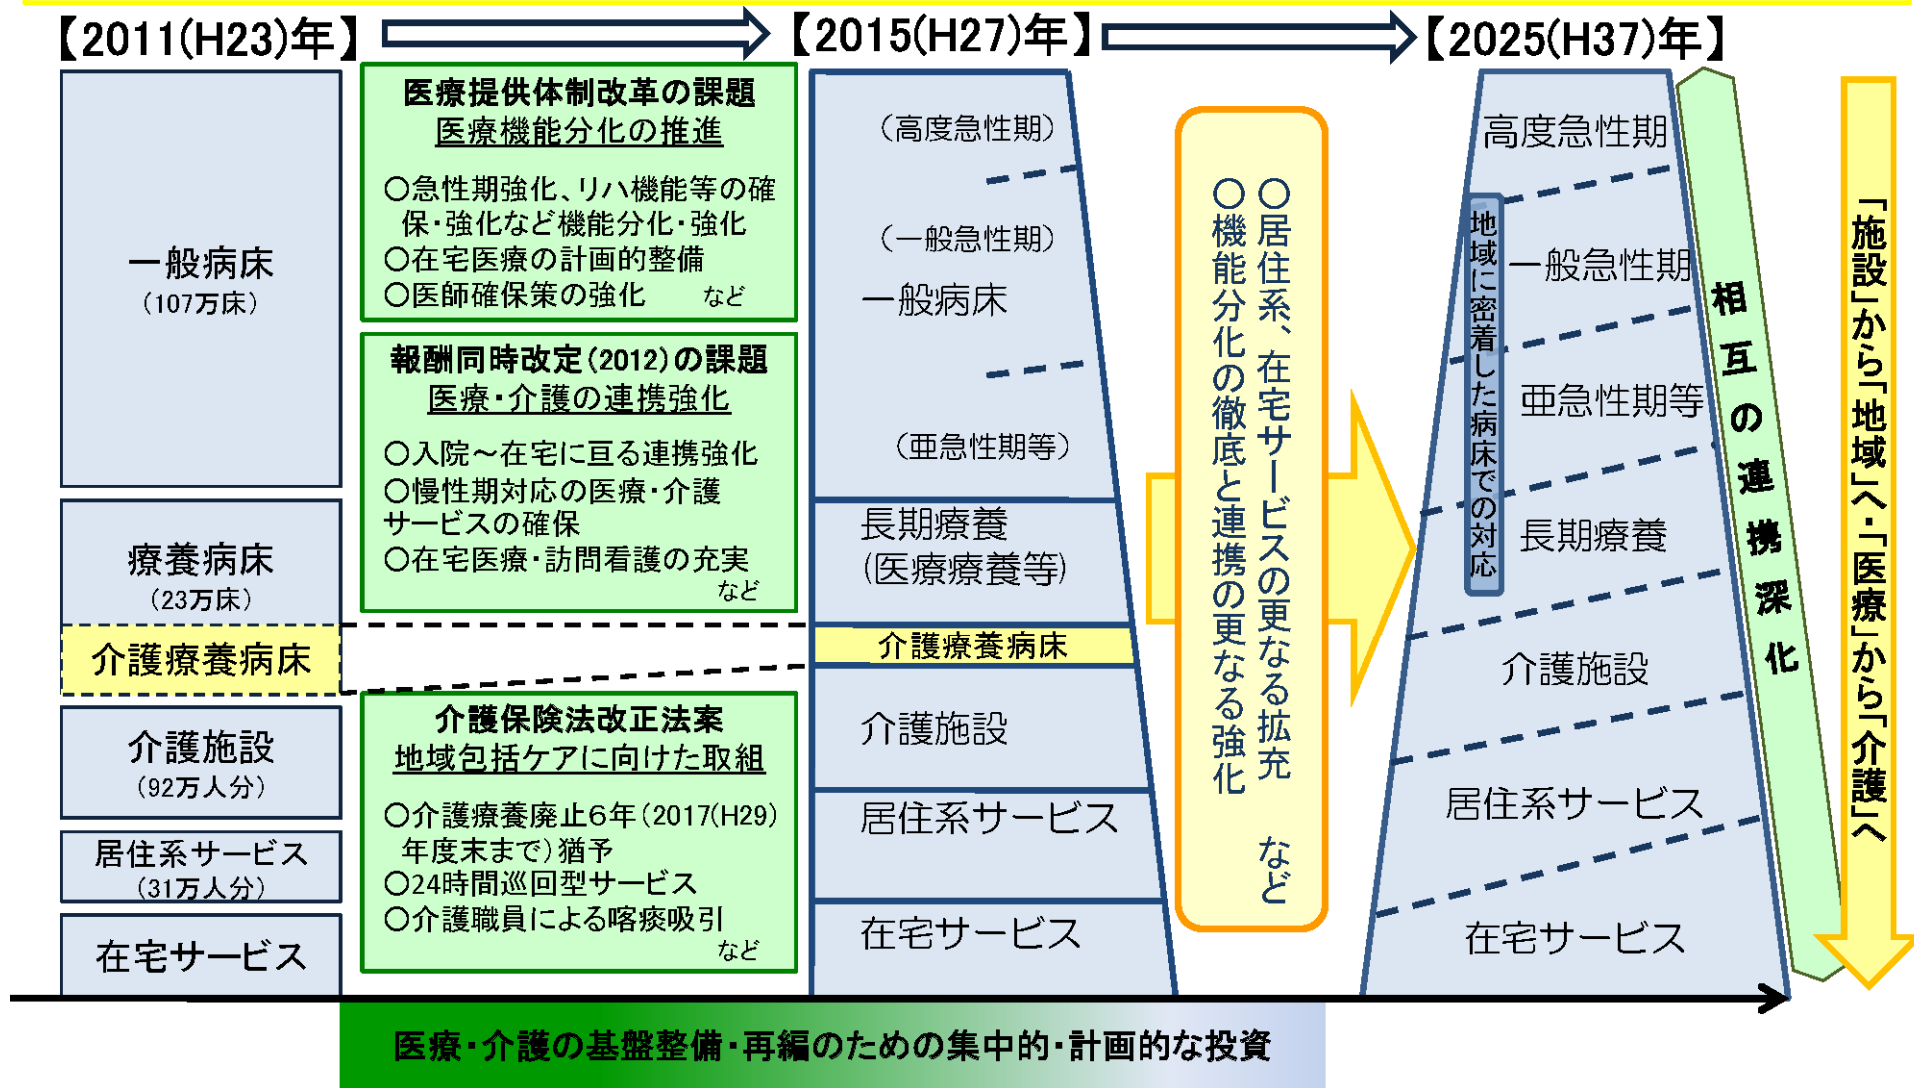 【2011(H23)年】
【2015(H27)年】
【2025(H37)年】
一般病床
（107万床）
療養病床
（23万床）
介護療養病床
介護施設
（92万人分）
居住系サービス
（31万人分）
在宅サービス
医療提供体制改革の課題
医療機能分化の推進
○急性期強化、リハ機能等の確
保・強化など機能分化・強化
○在宅医療の計画的整備
○医師確保策の強化　　など
報酬同時改定(2012)の課題
医療・介護の連携強化
○入院～在宅に亘る連携強化
○慢性期対応の医療・介護
サービスの確保
○在宅医療・訪問看護の充実
など
介護保険法改正法案
地域包括ケアに向けた取組
○介護療養廃止６年(2017(H29)
年度末まで)猶予
○24時間巡回型サービス
○介護職員による喀痰吸引
など
（高度急性期）
（一般急性期）
一般病床
（亜急性期等）
長期療養
(医療療養等)
介護療養病床
介護施設
居住系サービス
在宅サービス
○居住系、在宅サービスの更なる拡充
○機能分化の徹底と連携の更なる強化
など
高度急性期
一般急性期
亜急性期等
長期療養
介護施設
居住系サービス
在宅サービス
地域に密着した病床での対応
相互の連携深化
「施設」から「地域」へ・「医療」から「介護」へ
医療・介護の基盤整備・再編のための集中的・計画的な投資